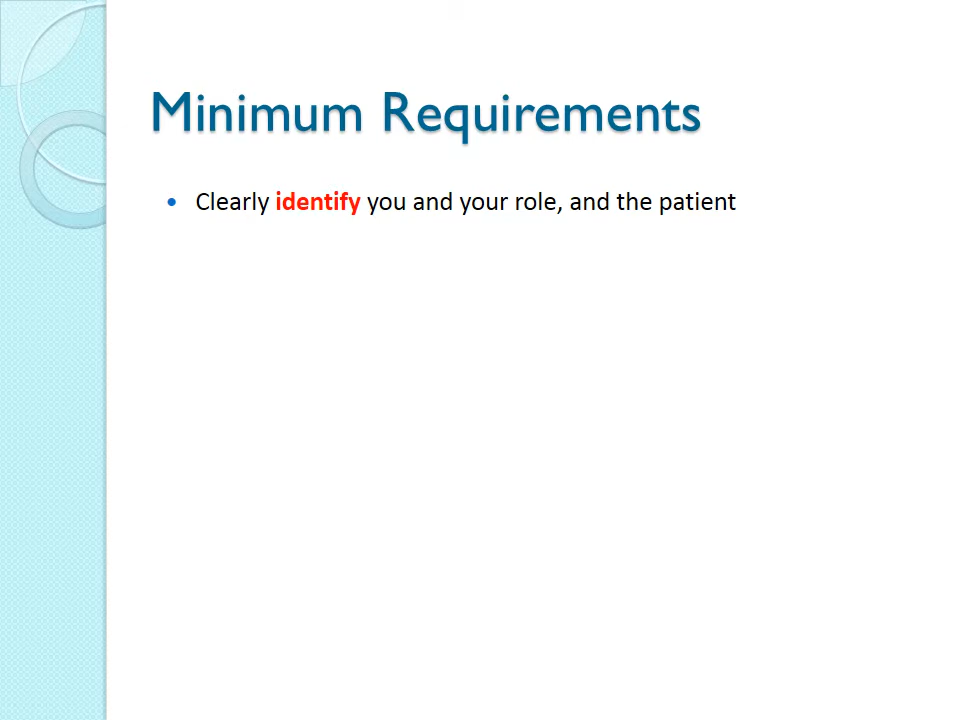 Minimum Requirements
• Clearly identify you and your role, and the patient